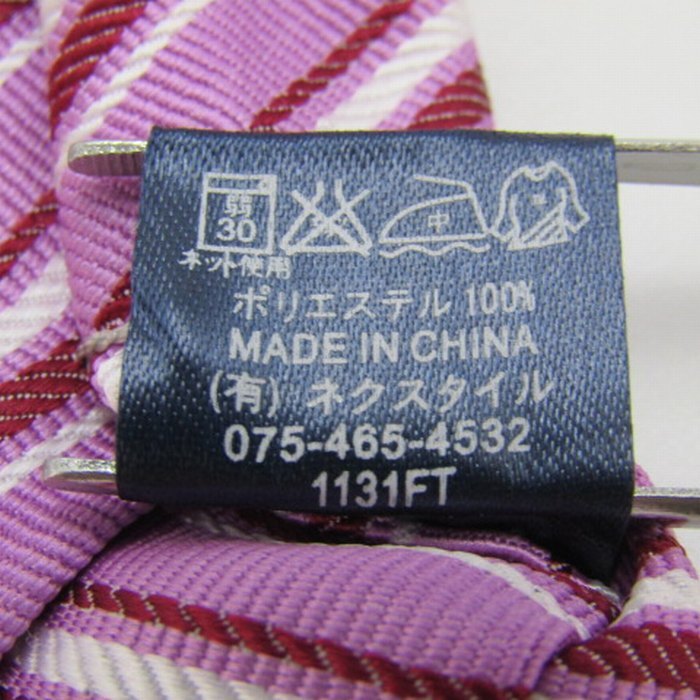 弱
30
中
ネット使用
ポリエステル 100%
MADE IN CHINA
(有) ネクスタイル
075-465-4532
1131FT